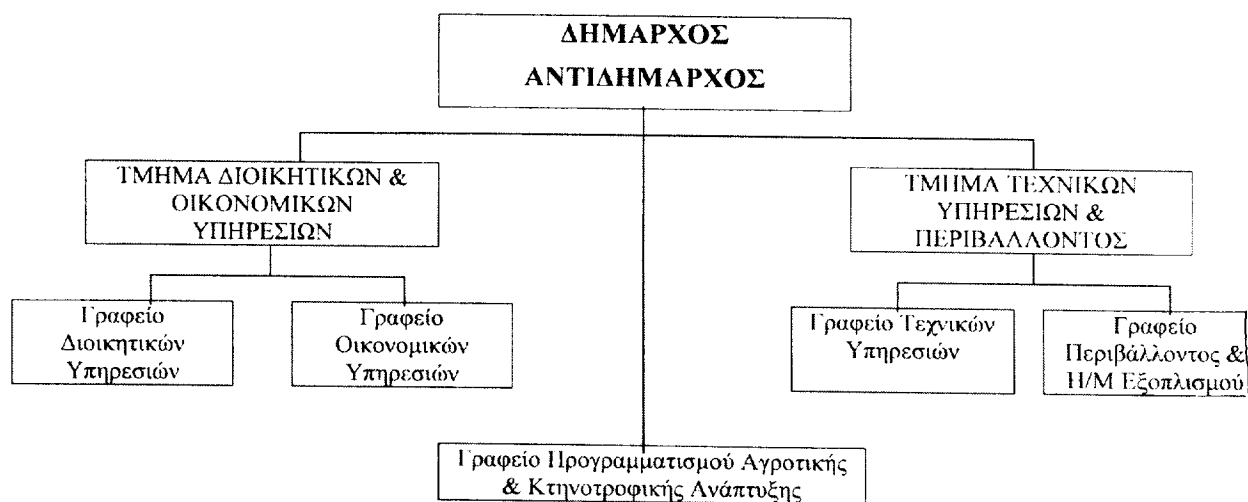 ΔΗΜΑΡΧΟΣ
ΑΝΤΙΔΗΜΑΡΧΟΣ
ΤΜΗΜΑ ΔΙΟΙΚΗΤΙΚΩΝ &
ΟΙΚΟΝΟΜΙΚΩΝ
ΥΠΗΡΕΣΙΩΝ
ΤΜΗΜΑ ΤΕΧΝΙΚΩΝ
ΥΠΗΡΕΣΙΩΝ &
ΠΕΡΙΒΑΛΛΟΝΤΟΣ
Γραφείο
Διοικητικών
Υπηρεσιών
Γραφείο
Οικονομικών
Υπηρεσιών
Γραφείο Τεχνικών
Υπηρεσιών
Γραφείο
Περιβάλλοντος &
Η/Μ Εξοπλισμού
Γραφείο Προγραμματισμού Αγροτικής
& Κτηνοτροφικής Ανάπτυξης